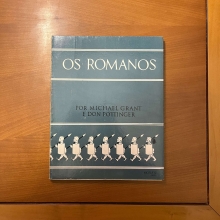 OS ROMANOS
POR MICHAEL GRANT
E DON POTTINGER